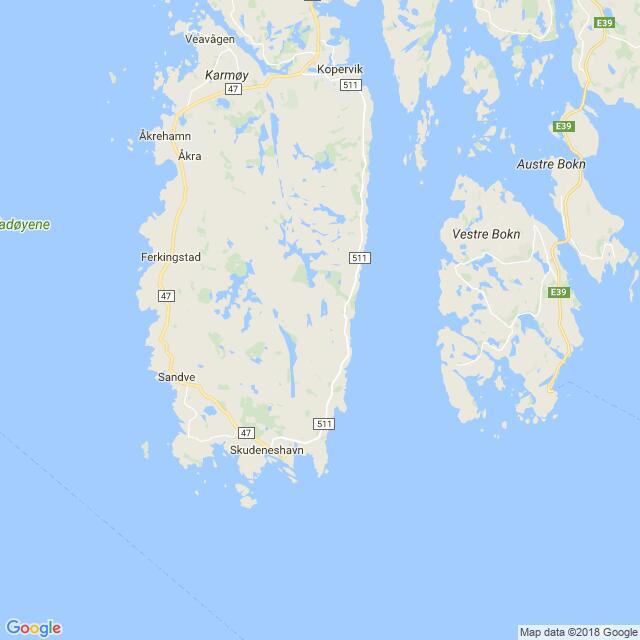 E39
Veavågen
Kopervik
Karmøy
47
511
Åkrehamn
E39
Åkra
Austre Bokn
adøyene
Vestre Bokn
Ferkingstad
511
47
E39
Sandve
511
47
Skudeneshavn
Google
Map data ©2018 Google